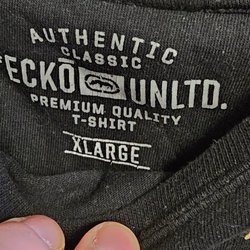 AUTHENTIC
CLASSIC
ECKŌ UNLTD.
PREMIUM QUALITY
T-SHIRT
XLARGE